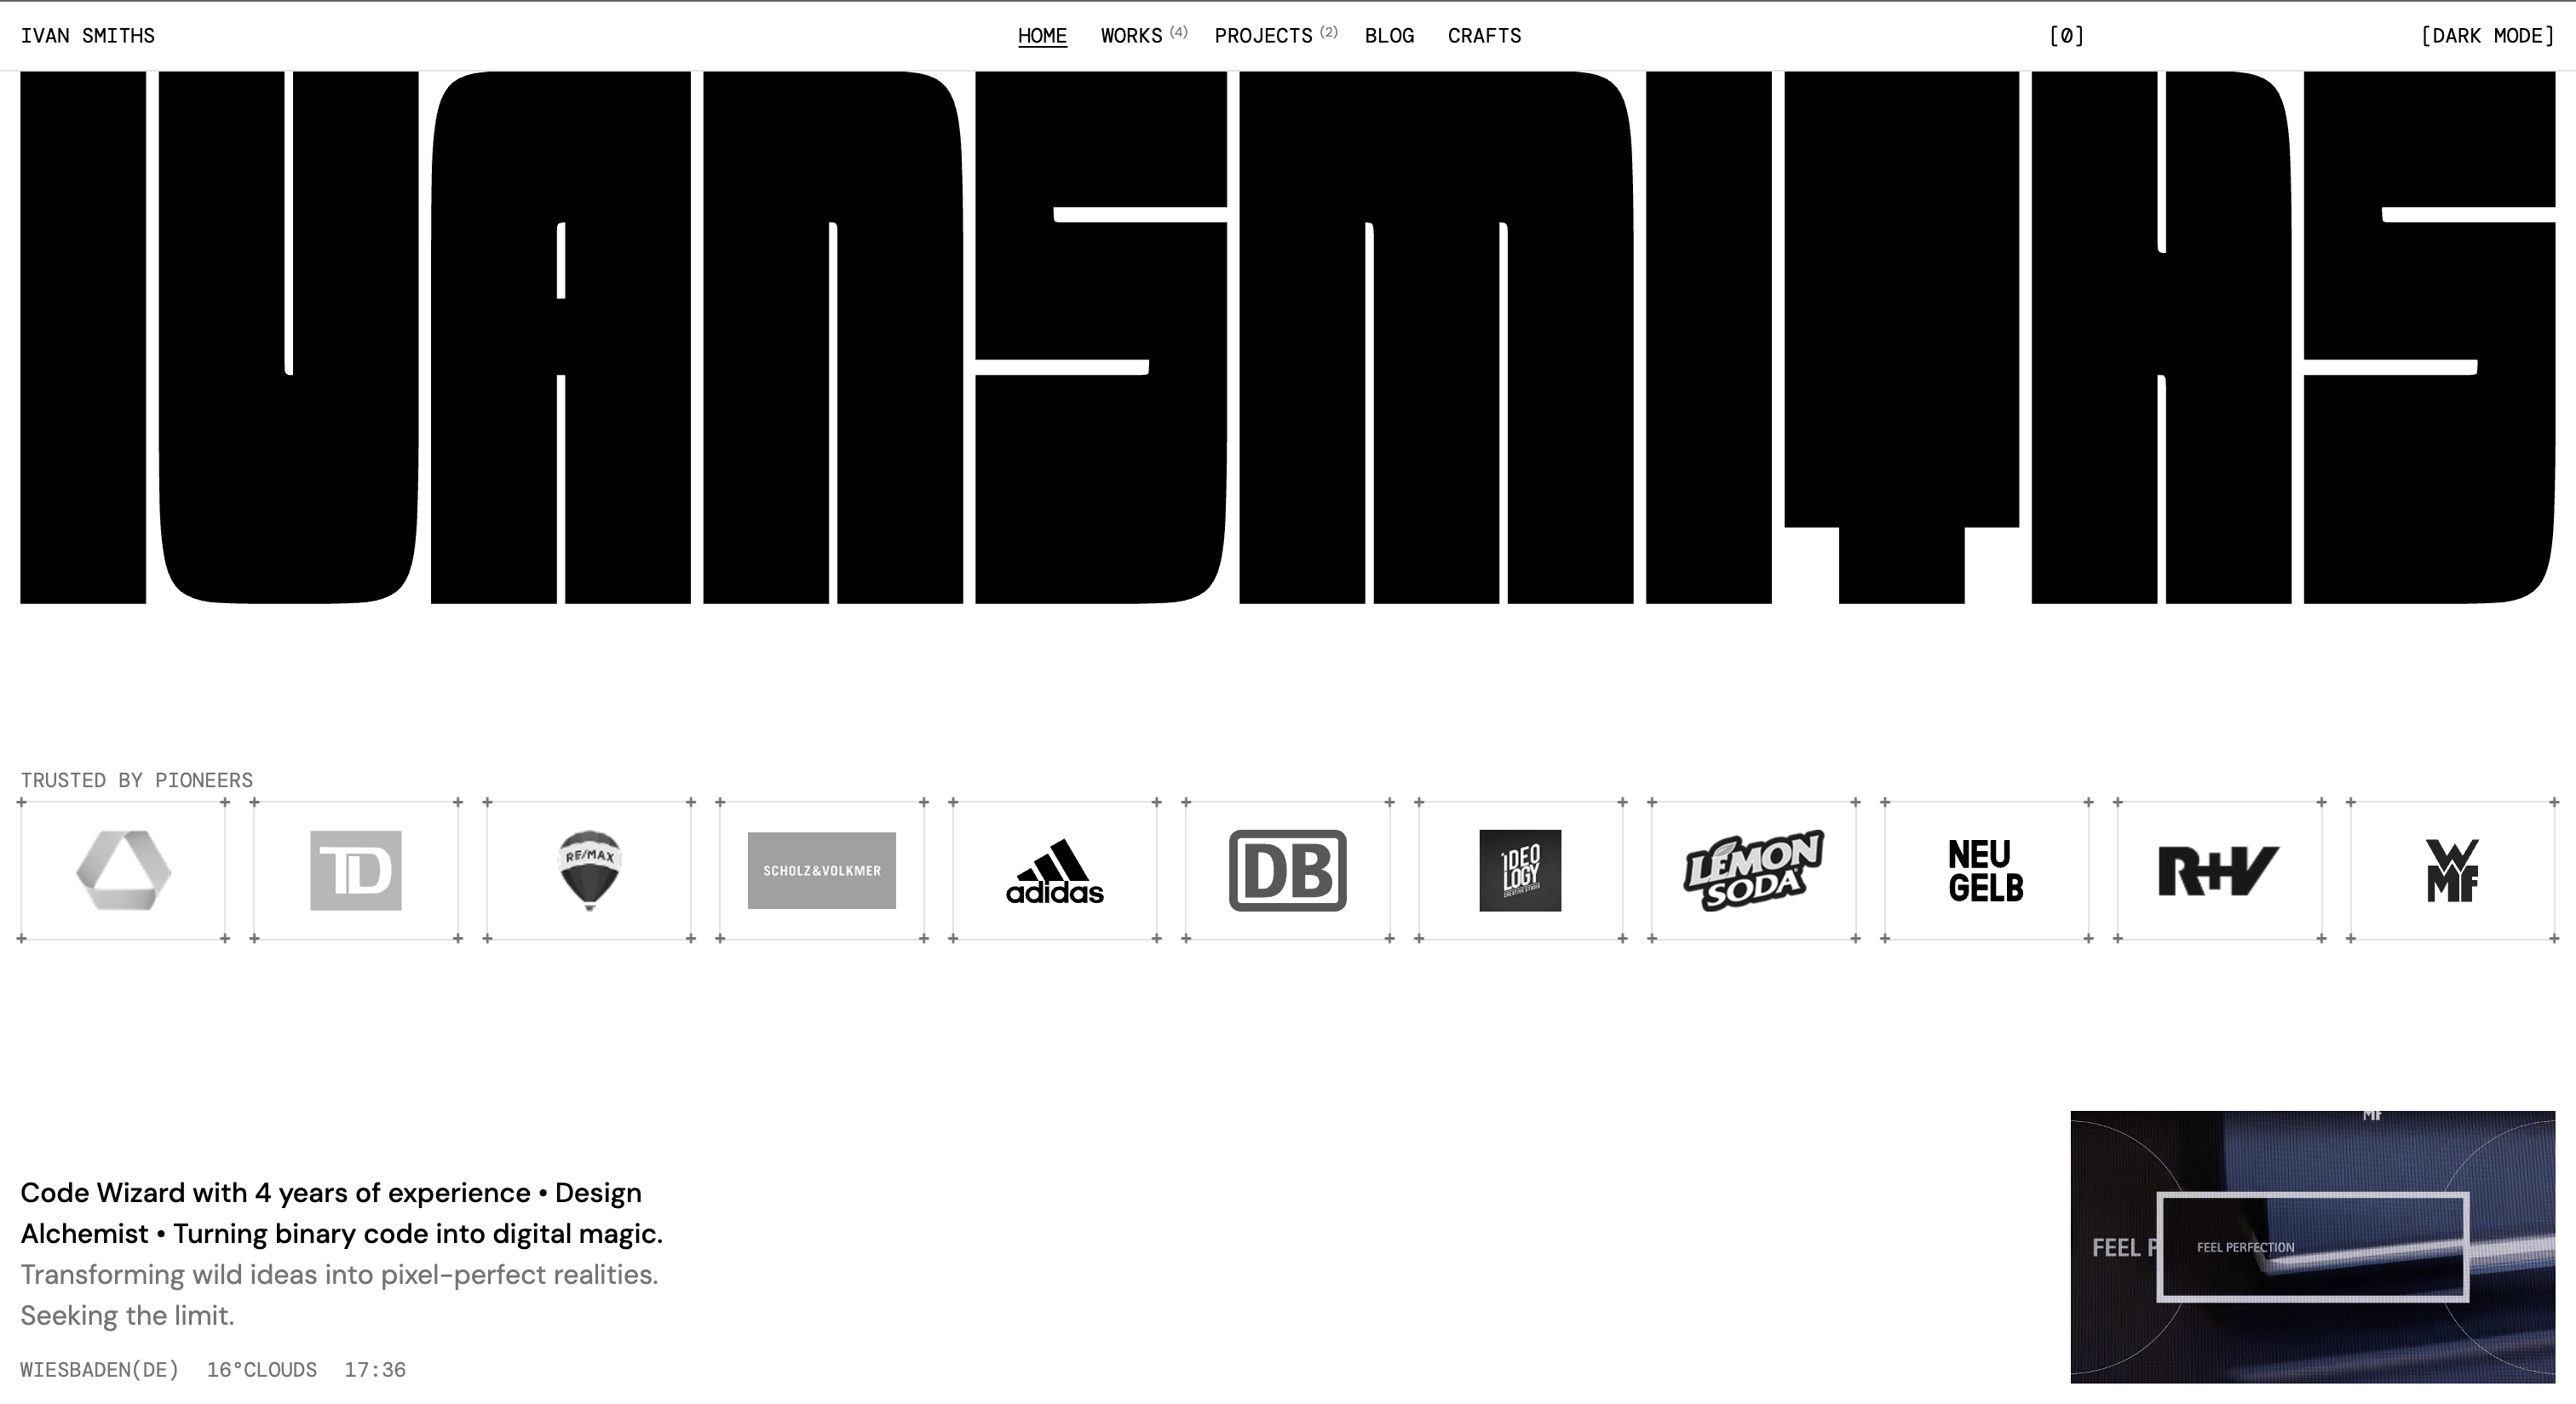 IVAN SMITHS
HOME WORKS (4) PROJECTS (2) BLOG CRAFTS
[0]
[DARK MODE]
IVANSMITHS
TRUSTED BY PIONEERS
TD
RE/MAX
SCHOLZ&VOLKMER
adidas
DB
IDEO
LOGY
LEMON
SODA
NEU
GELB
R+V
WMF
MF
FEEL P
FEEL PERFECTION
Code Wizard with 4 years of experience • Design
Alchemist • Turning binary code into digital magic.
Transforming wild ideas into pixel-perfect realities.
Seeking the limit.
WIESBADEN(DE) 16°CLOUDS 17:36